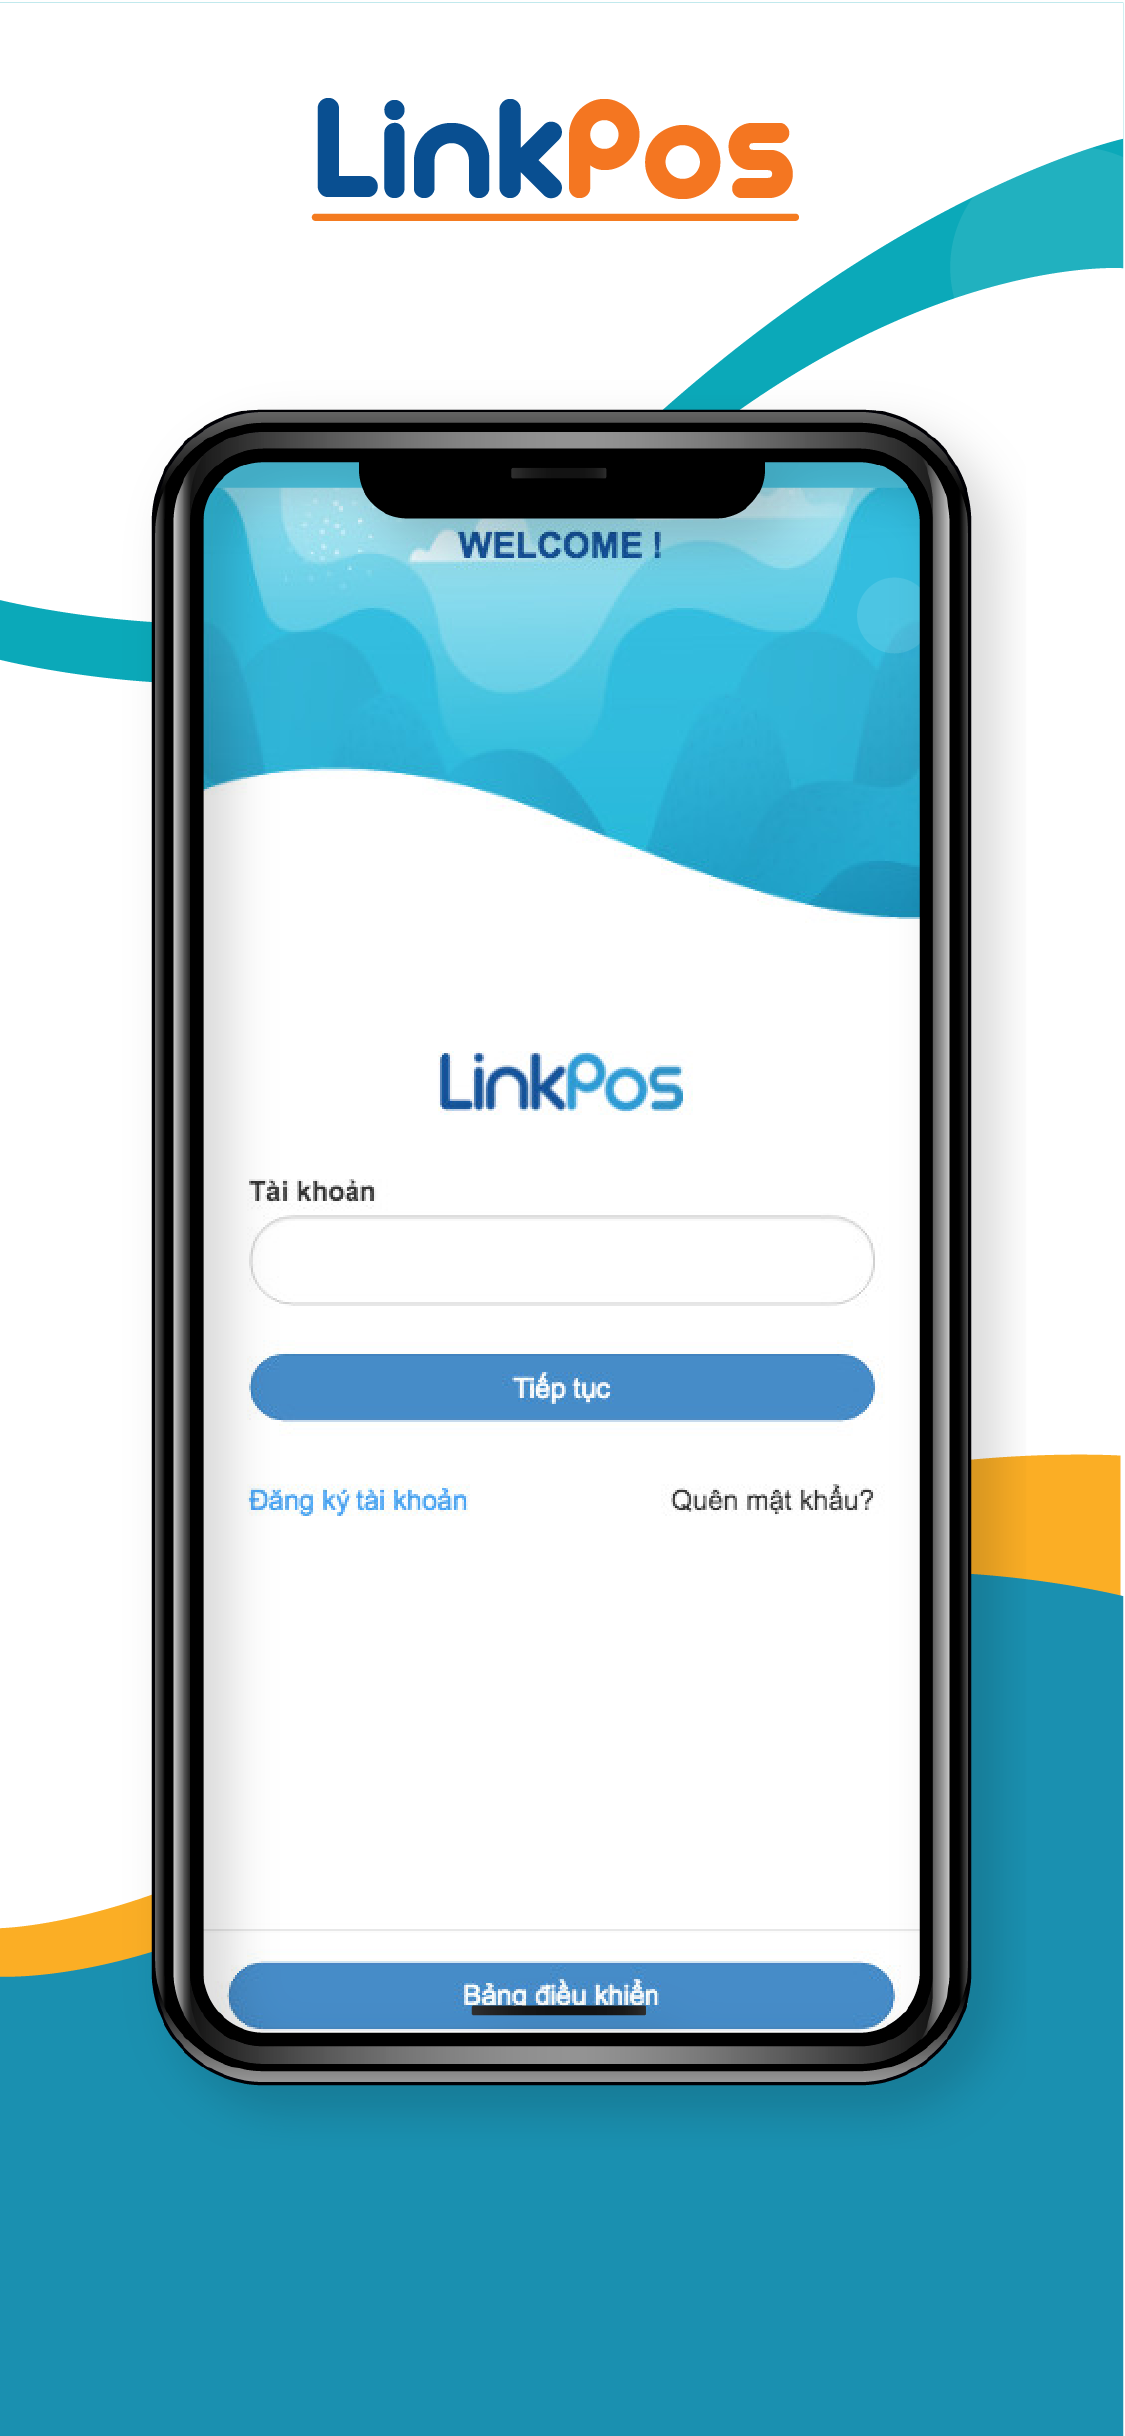 LinkPos
WELCOME !
LinkPos
Tài khoản
Tiếp tục
Đăng ký tài khoản
Quên mật khẩu?
Bảng điều khiển